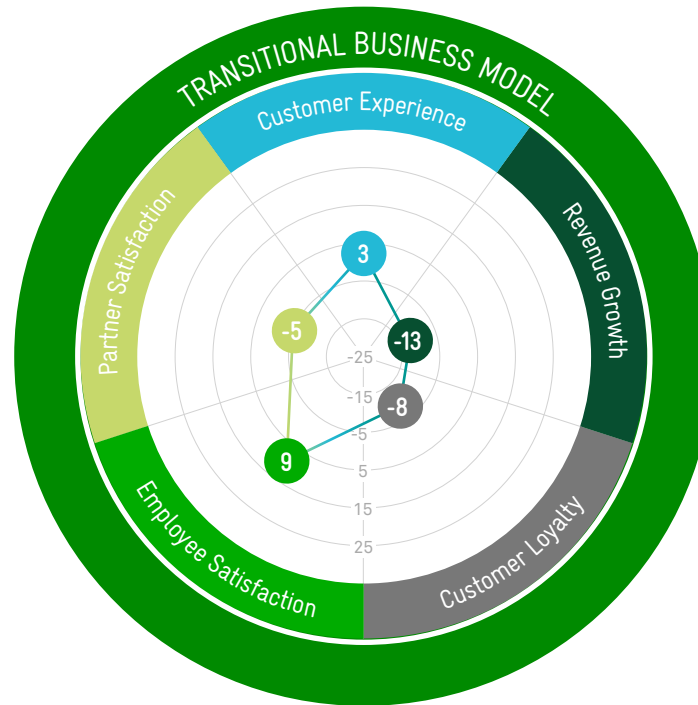 TRANSITIONAL BUSINESS MODEL
Customer Experience
Partner Satisfaction
Revenue Growth
3
-5
-13
-25
-15
-8
-5
9
5
15
25
Employee Satisfaction
Customer Loyalty